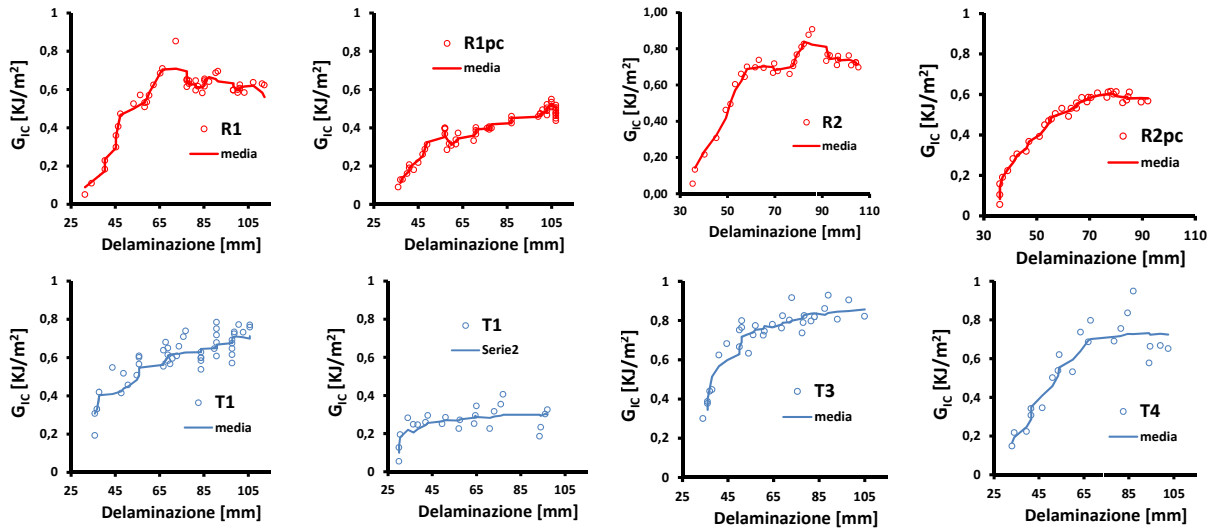 G_IC [KJ/m²]
1
0,8
0,6
0,4
0,2
0
R1
media
25 45 65 85 105
Delaminazione [mm]
G_IC [KJ/m²]
1
0,8
0,6
0,4
0,2
0
R1pc
media
25 45 65 85 105
Delaminazione [mm]
G_IC [KJ/m²]
1,00
0,80
0,60
0,40
0,20
0,00
R2
media
30 50 70 90 110
Delaminazione [mm]
G_IC [KJ/m²]
1
0,8
0,6
0,4
0,2
0
R2pc
media
30 50 70 90 110
Delaminazione [mm]
G_IC [KJ/m²]
1
0,8
0,6
0,4
0,2
0
T1
media
25 45 65 85 105
Delaminazione [mm]
G_IC [KJ/m²]
1
0,8
0,6
0,4
0,2
0
T1
Serie2
25 45 65 85 105
Delaminazione [mm]
G_IC [KJ/m²]
1
0,8
0,6
0,4
0,2
0
T3
media
25 45 65 85 105
Delaminazione [mm]
G_IC [KJ/m²]
1
0,8
0,6
0,4
0,2
0
T4
media
25 45 65 85 105
Delaminazione [mm]